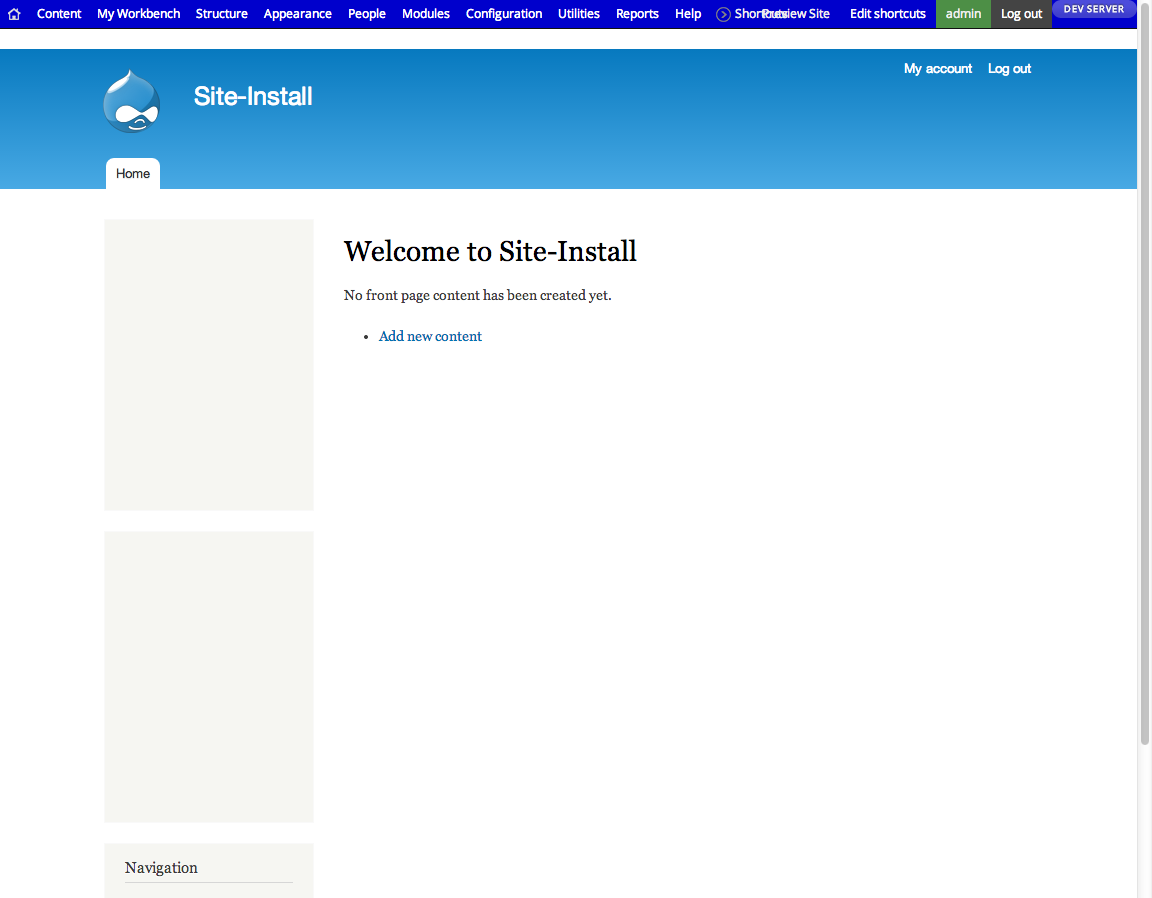 Content My Workbench Structure Appearance People Modules Configuration Utilities Reports Help Shortcuts Preview Site Edit shortcuts admin Log out DEV SERVER
My account Log out
Site-Install
Home
Welcome to Site-Install
No front page content has been created yet.
• Add new content
Navigation